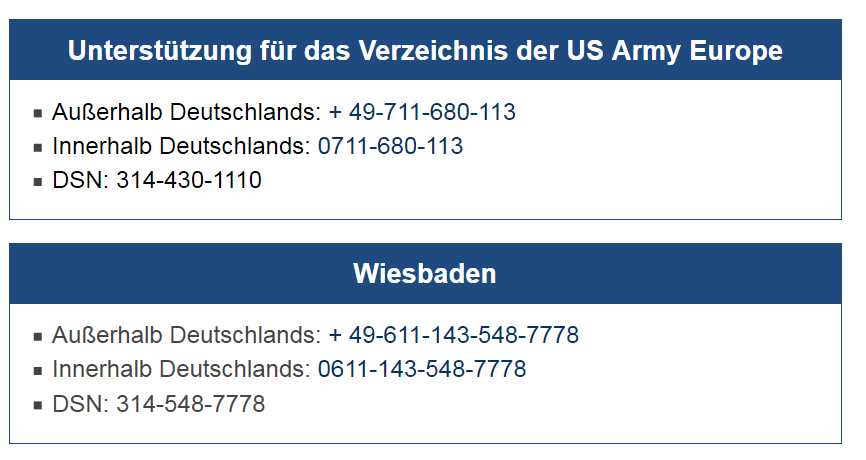 Unterstützung für das Verzeichnis der US Army Europe
▪ Außerhalb Deutschlands: + 49-711-680-113
▪ Innerhalb Deutschlands: 0711-680-113
▪ DSN: 314-430-1110
Wiesbaden
▪ Außerhalb Deutschlands: + 49-611-143-548-7778
▪ Innerhalb Deutschlands: 0611-143-548-7778
▪ DSN: 314-548-7778